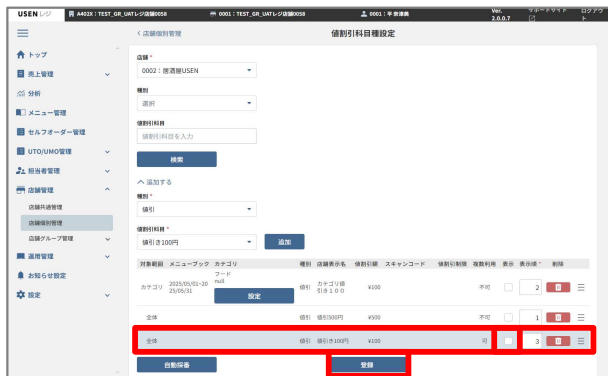 USEN レジ
A402X：TEST_GR_UATレジ店舗0058
0001：TEST_GR_UATレジ店舗0058
Ver. 2.0.0.7
サポートサイト
ログアウト
店舗個別管理
値割引科目種設定
トップ
売上管理
分析
メニュー管理
セルフオーダー管理
UTO/UMO管理
担当者管理
店舗管理
店舗共通管理
店舗個別管理
店舗グループ管理
運用管理
お知らせ設定
設定
店舗 *
0002：居酒屋USEN
種別
選択
値割引科目
値割引科目を入力
検索
追加する
種別 *
値引
値割引科目 *
値引き100円
追加
対象範囲 メニューブック カテゴリ 種別 店舗表示名 値割引額 スキャンコード 値割引制限 複数利用 表示 表示順 * 削除
カテゴリ 2025/05/01~2025/05/31 フード null 設定 値引 カテゴリ値引き１００ ¥100 不可 2
全体 値引 値引500円 ¥500 不可 1
全体 値引 値引き100円 ¥100 可 3
自動採番
登録